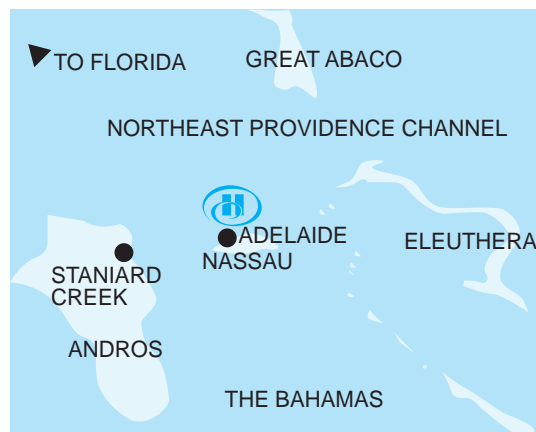 TO FLORIDA
GREAT ABACO
NORTHEAST PROVIDENCE CHANNEL
H
ADELAIDE
NASSAU
ELEUTHERA
STANIARD
CREEK
ANDROS
THE BAHAMAS